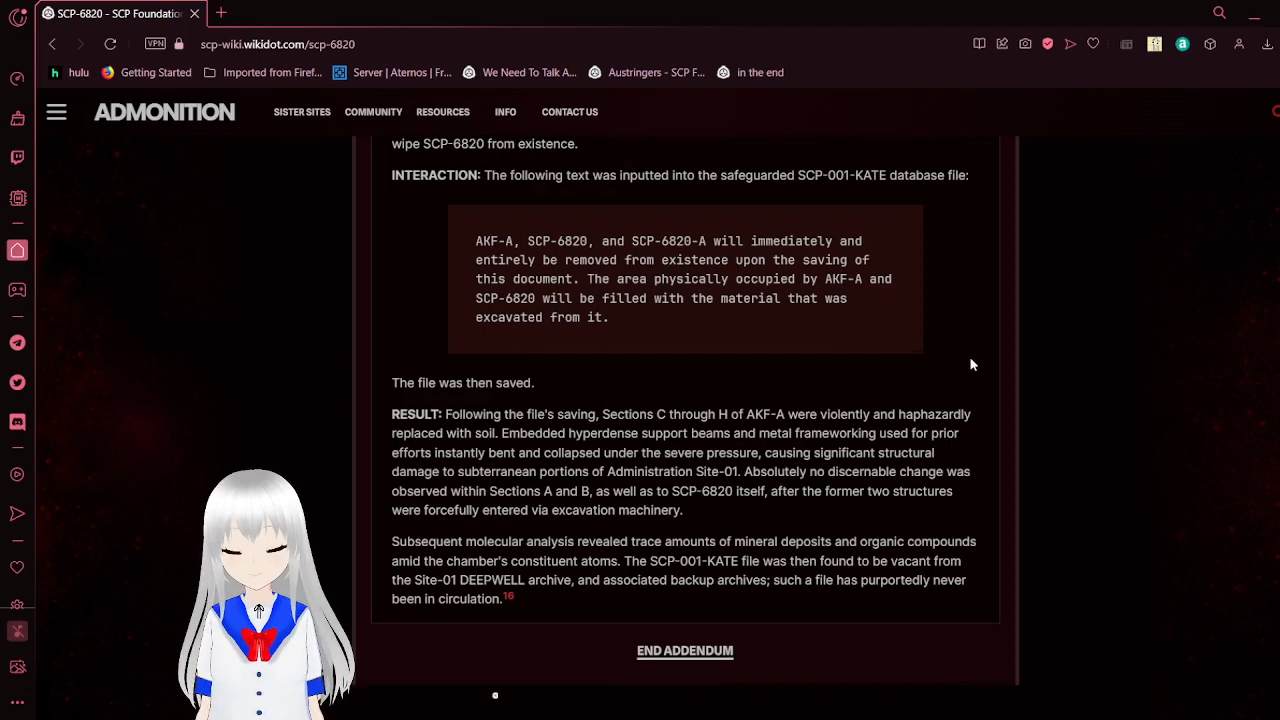 SCP-6820 - SCP Foundation
scp-wiki.wikidot.com/scp-6820
VPN
hulu
Getting Started
Imported from Firef...
Server | Aternos | Fr...
We Need To Talk A...
Austringers - SCP F...
in the end
ADMONITION
SISTER SITES
COMMUNITY
RESOURCES
INFO
CONTACT US
wipe SCP-6820 from existence.
INTERACTION: The following text was inputted into the safeguarded SCP-001-KATE database file:
AKF-A, SCP-6820, and SCP-6820-A will immediately and
entirely be removed from existence upon the saving of
this document. The area physically occupied by AKF-A and
SCP-6820 will be filled with the material that was
excavated from it.
The file was then saved.
RESULT: Following the file's saving, Sections C through H of AKF-A were violently and haphazardly
replaced with soil. Embedded hyperdense support beams and metal frameworking used for prior
efforts instantly bent and collapsed under the severe pressure, causing significant structural
damage to subterranean portions of Administration Site-01. Absolutely no discernable change was
observed within Sections A and B, as well as to SCP-6820 itself, after the former two structures
were forcefully entered via excavation machinery.
Subsequent molecular analysis revealed trace amounts of mineral deposits and organic compounds
amid the chamber's constituent atoms. The SCP-001-KATE file was then found to be vacant from
the Site-01 DEEPWELL archive, and associated backup archives; such a file has purportedly never
been in circulation.16
END ADDENDUM